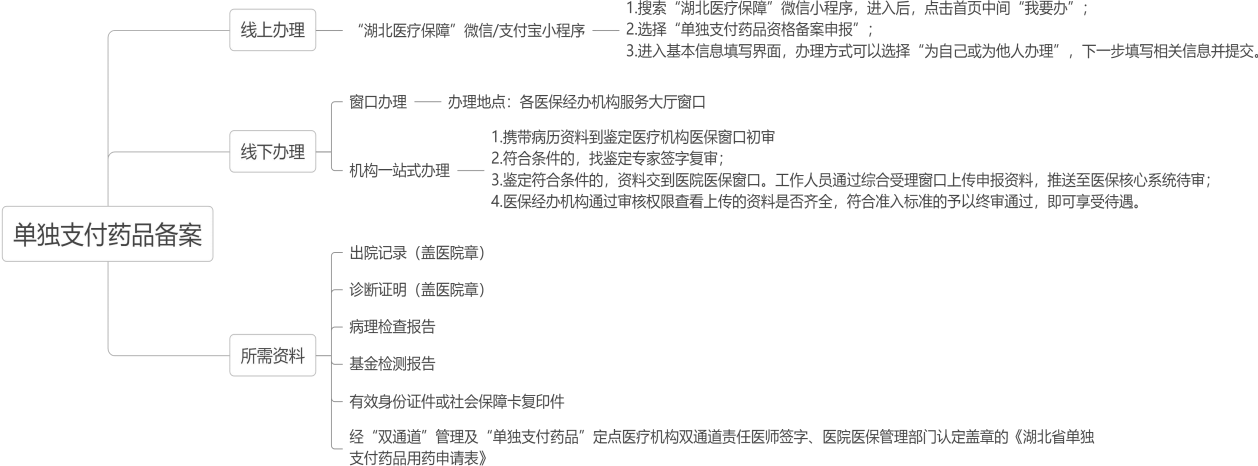 单独支付药品备案
线上办理
“湖北医疗保障”微信/支付宝小程序
1.搜索“湖北医疗保障”微信小程序，进入后，点击首页中间“我要办”；
2.选择“单独支付药品资格备案申报”；
3.进入基本信息填写界面，办理方式可以选择“为自己或为他人办理”，下一步填写相关信息并提交。
线下办理
窗口办理
办理地点：各医保经办机构服务大厅窗口
机构一站式办理
1.携带病历资料到鉴定医疗机构医保窗口初审
2.符合条件的，找鉴定专家签字复审；
3.鉴定符合条件的，资料交到医院医保窗口。工作人员通过综合受理窗口上传申报资料，推送至医保核心系统待审；
4.医保经办机构通过审核权限查看上传的资料是否齐全，符合准入标准的予以终审通过，即可享受待遇。
所需资料
出院记录（盖医院章）
诊断证明（盖医院章）
病理检查报告
基金检测报告
有效身份证件或社会保障卡复印件
经“双通道”管理及“单独支付药品”定点医疗机构双通道责任医师签字、医院医保管理部门认定盖章的《湖北省单独
支付药品用药申请表》